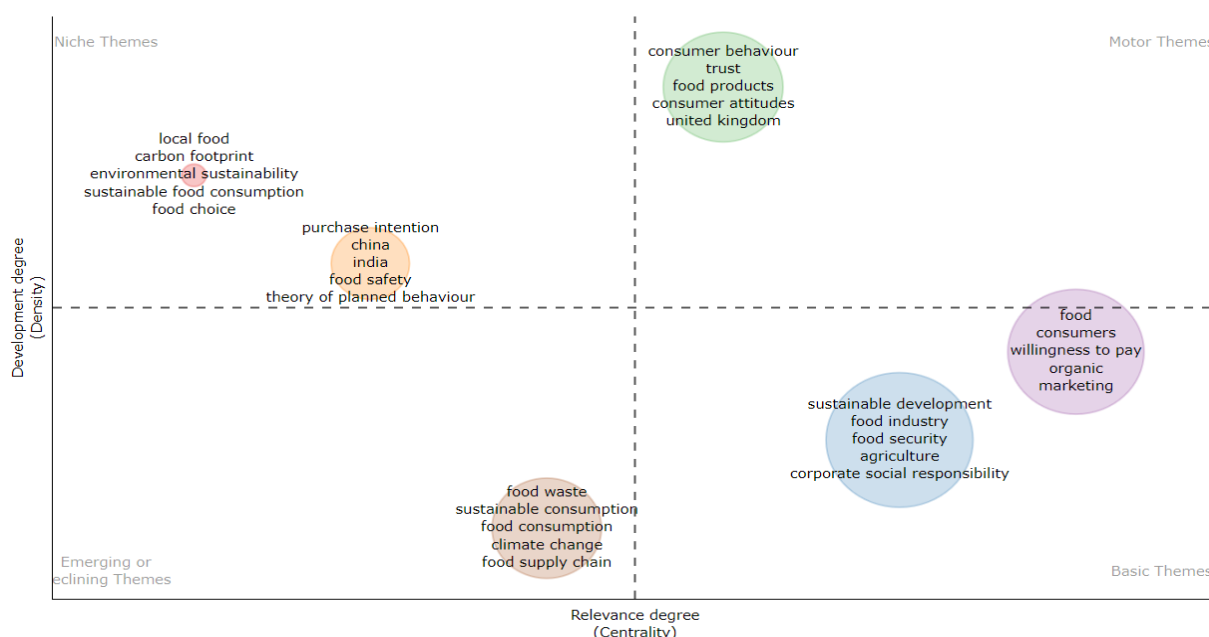 Niche Themes
Motor Themes
consumer behaviour
trust
food products
consumer attitudes
united kingdom
local food
carbon footprint
environmental sustainability
sustainable food consumption
food choice
purchase intention
china
india
food safety
theory of planned behaviour
food
consumers
willingness to pay
organic
marketing
sustainable development
food industry
food security
agriculture
corporate social responsibility
food waste
sustainable consumption
food consumption
climate change
food supply chain
Emerging or
eclining Themes
Basic Themes
Development degree
(Density)
Relevance degree
(Centrality)